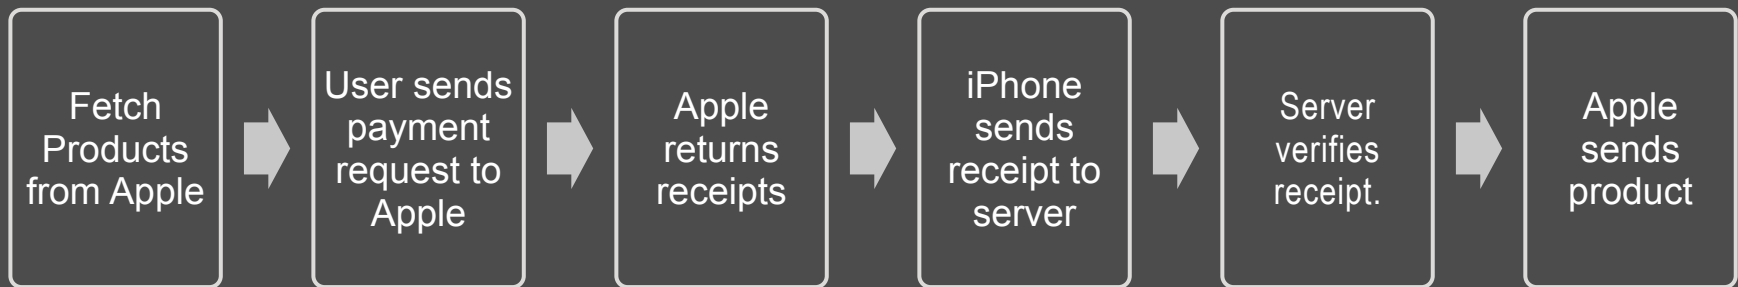 Fetch
Products
from Apple
User sends
payment
request to
Apple
Apple
returns
receipts
iPhone
sends
receipt to
server
Server
verifies
receipt.
Apple
sends
product